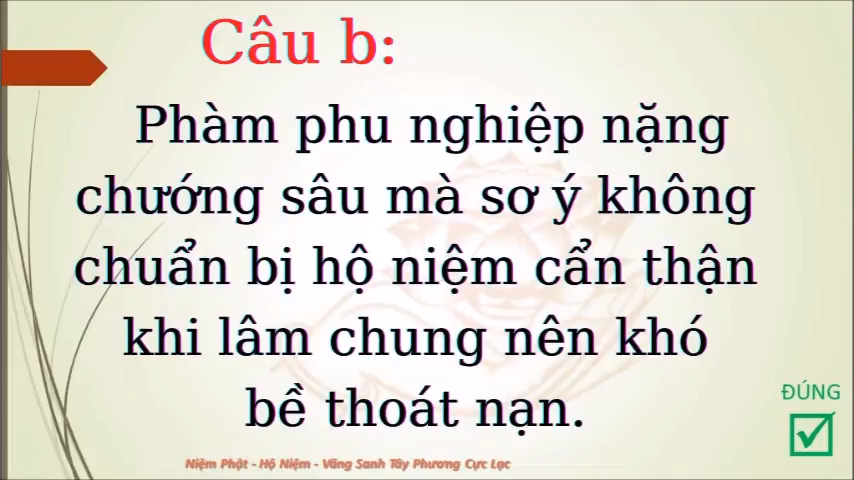 Câu b:
Phàm phu nghiệp nặng
chướng sâu mà sơ ý không
chuẩn bị hộ niệm cẩn thận
khi lâm chung nên khó
bề thoát nạn.
ĐÚNG
Niệm Phật - Hộ Niệm - Vãng Sanh Tây Phương Cực Lạc